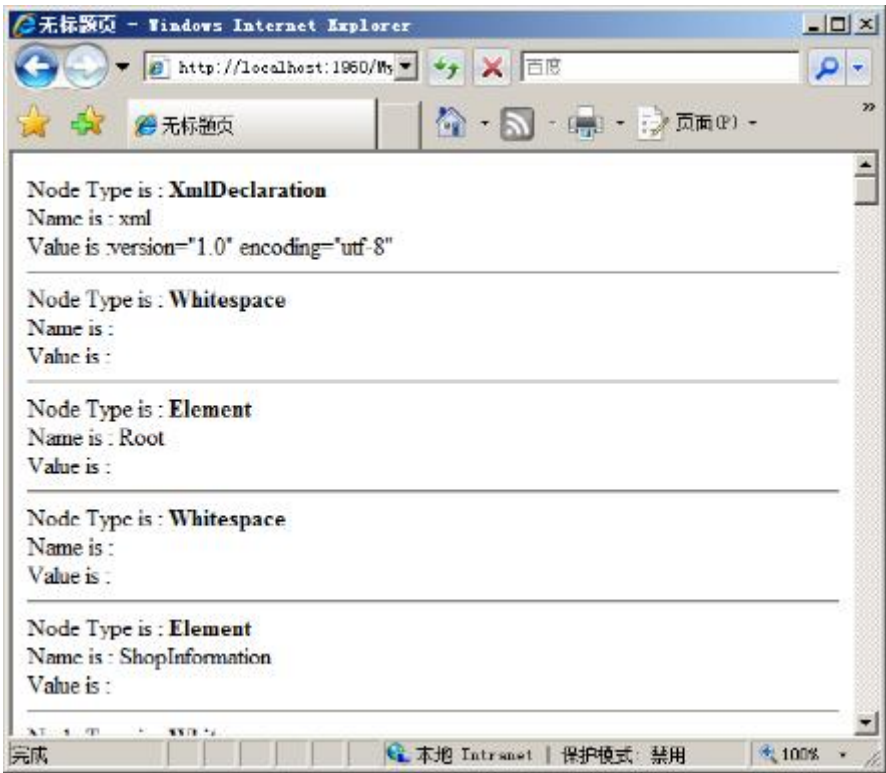 无标题页 - Windows Internet Explorer
http://localhost:1960/Ws
百度
无标题页
页面(P)
»
Node Type is : XmlDeclaration
Name is : xml
Value is :version="1.0" encoding="utf-8"
Node Type is : Whitespace
Name is :
Value is :
Node Type is : Element
Name is : Root
Value is :
Node Type is : Whitespace
Name is :
Value is :
Node Type is : Element
Name is : ShopInformation
Value is :
完成
本地 Intranet | 保护模式: 禁用
100%